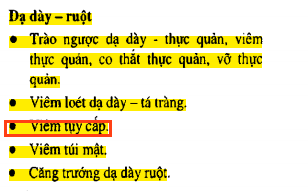 Dạ dày – ruột
• Trào ngược dạ dày - thực quản, viêm
thực quản, co thắt thực quản, vỡ thực
quản.
• Viêm loét dạ dày – tá tràng.
• Viêm tụy cấp.
• Viêm túi mật.
• Căng trướng dạ dày ruột.